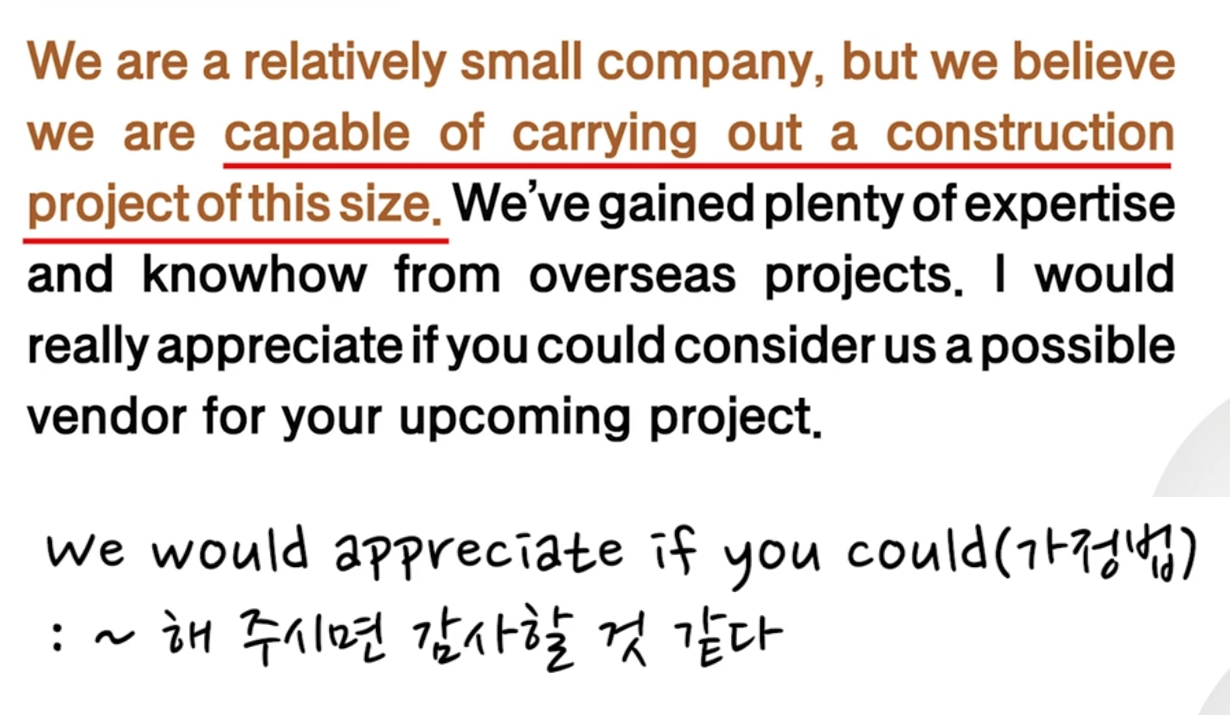 We are a relatively small company, but we believe
we are capable of carrying out a construction
project of this size. We've gained plenty of expertise
and knowhow from overseas projects. I would
really appreciate if you could consider us a possible
vendor for your upcoming project.
We would appreciate if you could(가정법)
: ~ 해 주시면 감사할 것 같다